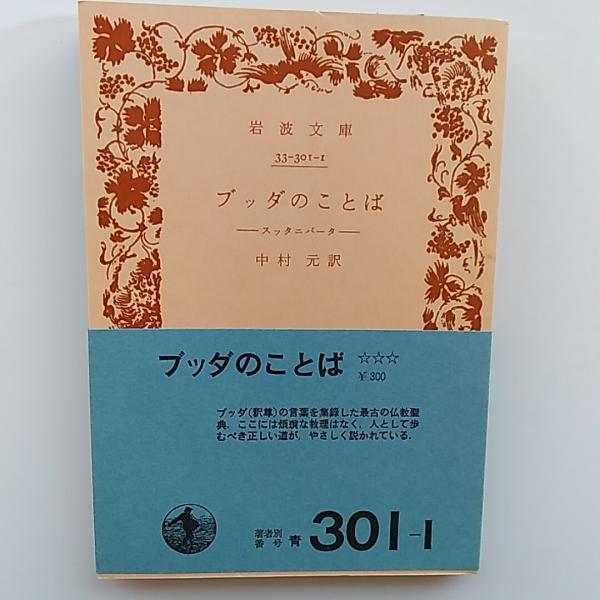 岩波文庫
33-301-1
ブッダのことば
―スッタニパータ―
中村 元訳
ブッダのことば ☆☆☆
¥300
ブッダ(釈尊)の言葉を集録した最古の仏教聖
典．ここには煩瑣な教理はなく，人として歩
むべき正しい道が，やさしく説かれている．
著者別
番号 青 301-1